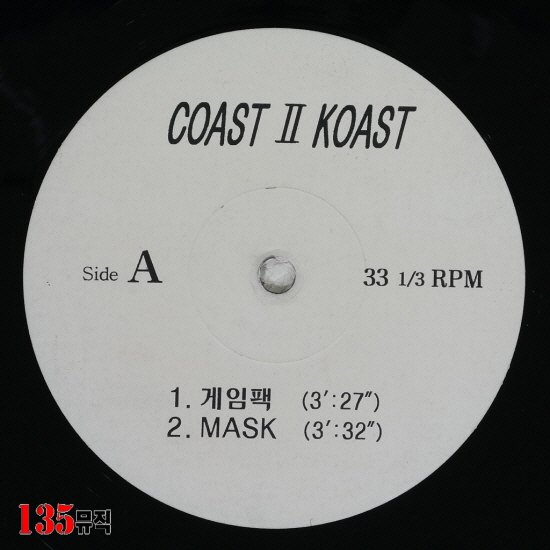 COAST II KOAST
Side A
33 1/3 RPM
1. 게임팩 (3′:27″)
2. MASK (3′:32″)
135뮤직